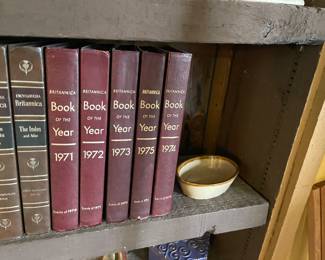 ENCYCLOPAEDIA
Britannica
The Index
and Atlas
BRITANNICA
Book
OF THE
Year
1971
BRITANNICA
Book
OF THE
Year
1972
BRITANNICA
Book
OF THE
Year
1973
BRITANNICA
Book
OF THE
Year
1975
BRITANNICA
Book
OF THE
Year
1974